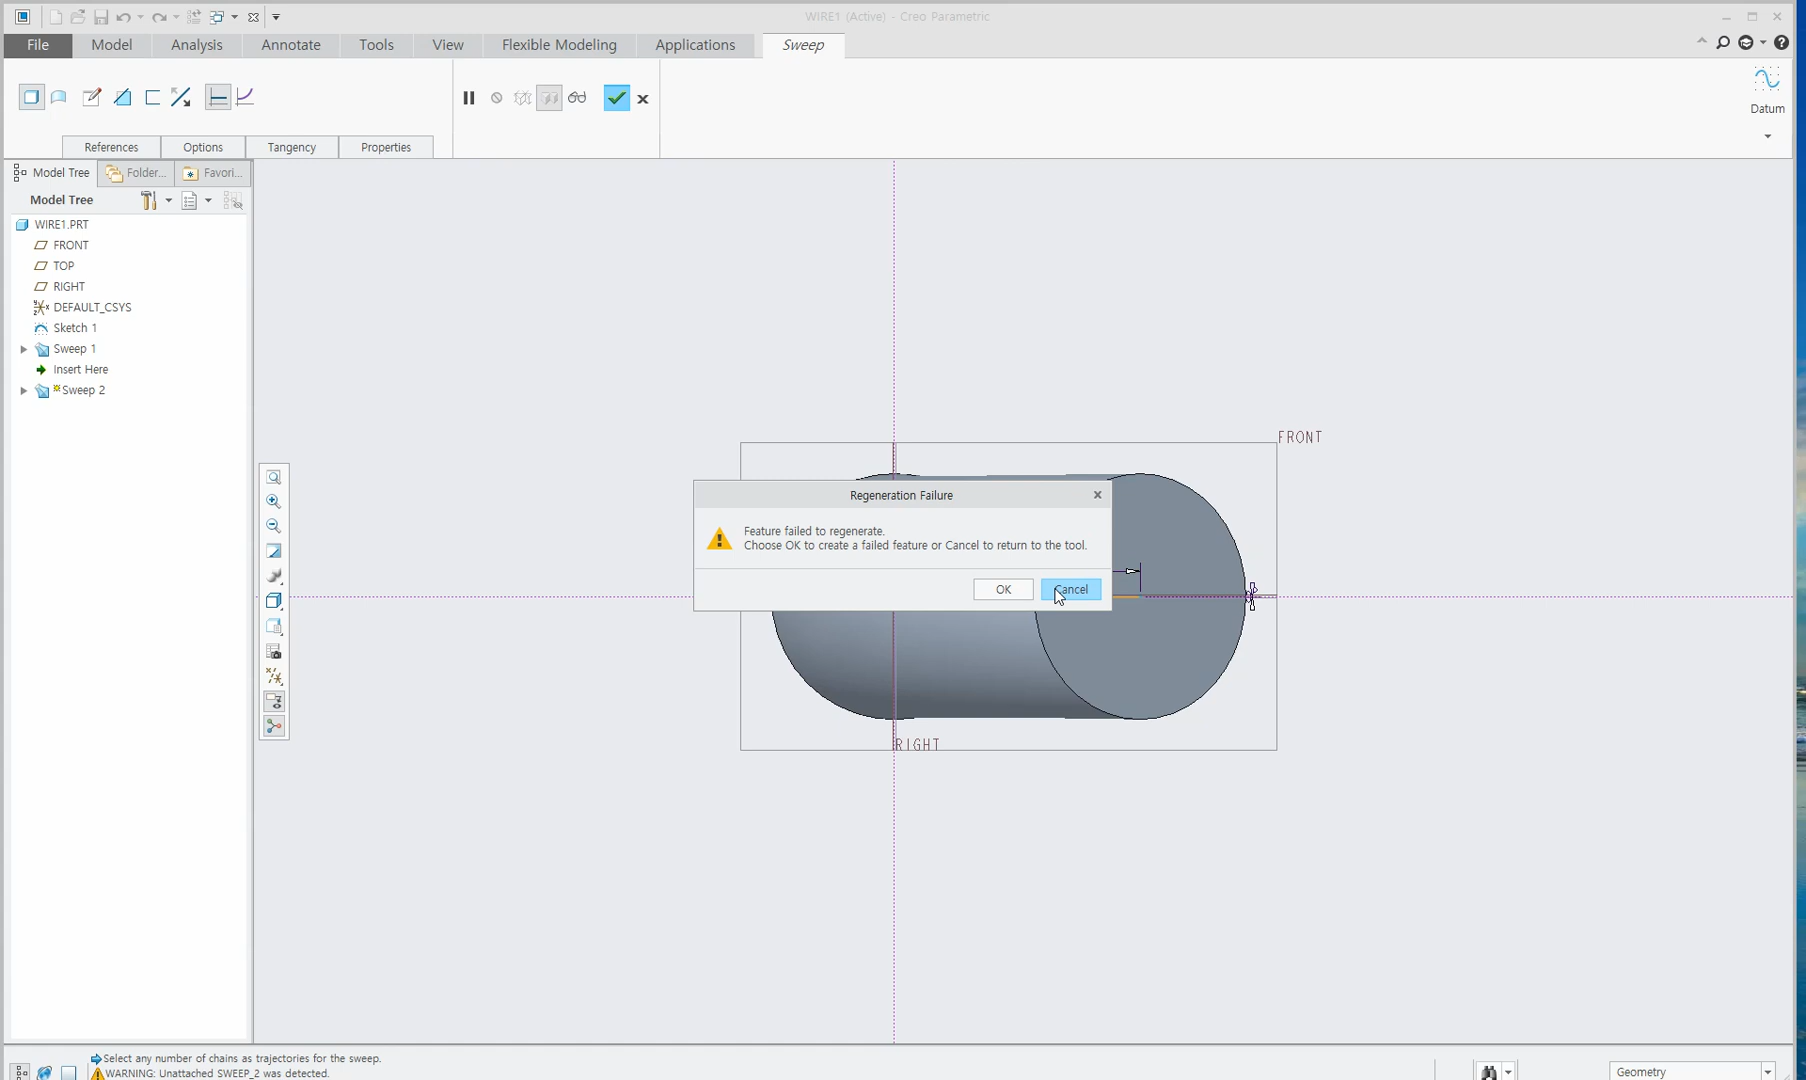 WIRE1 (Active) - Creo Parametric
File Model Analysis Annotate Tools View Flexible Modeling Applications Sweep
Datum
References Options Tangency Properties
Model Tree Folder... Favori...
Model Tree
WIRE1.PRT
FRONT
TOP
RIGHT
DEFAULT_CSYS
Sketch 1
Sweep 1
Insert Here
Sweep 2
FRONT
Regeneration Failure
Feature failed to regenerate.
Choose OK to create a failed feature or Cancel to return to the tool.
OK Cancel
RIGHT
Select any number of chains as trajectories for the sweep.
WARNING: Unattached SWEEP_2 was detected.
Geometry